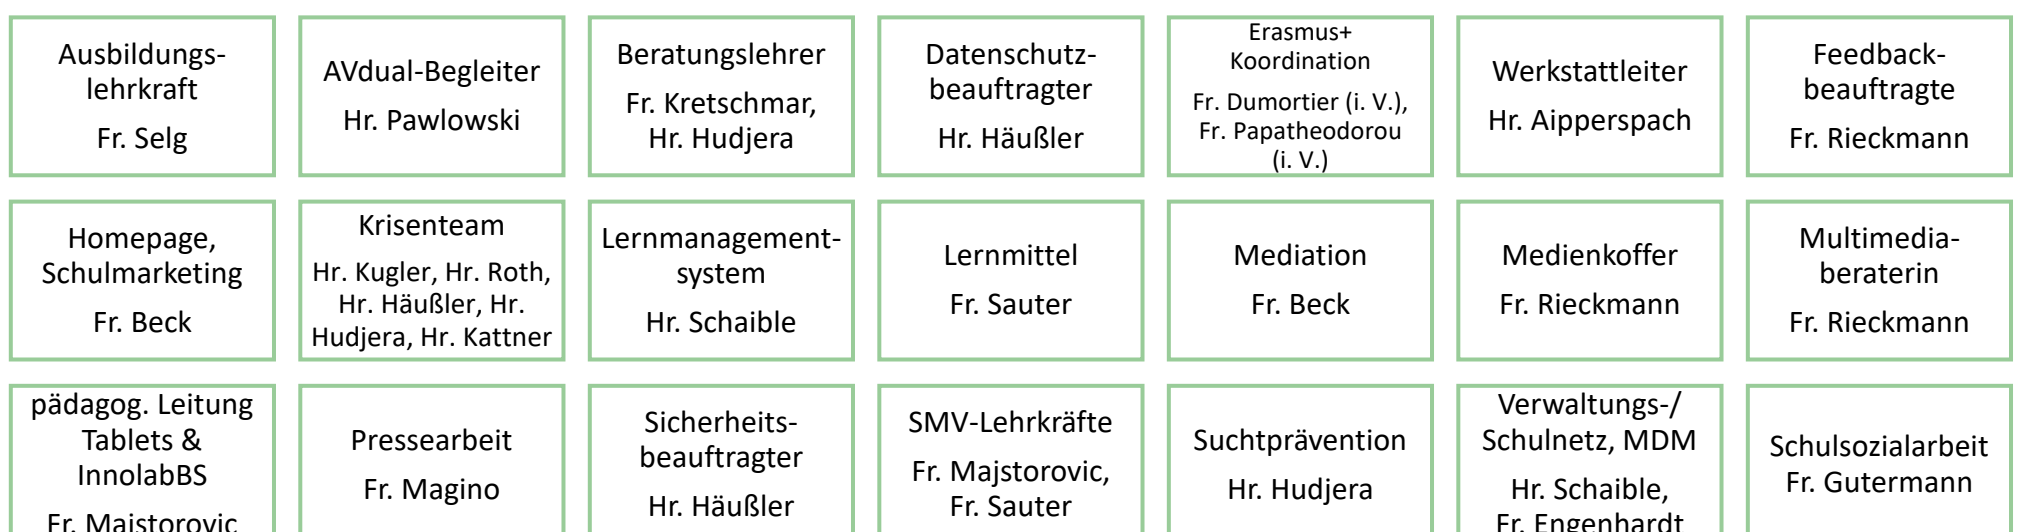 Ausbildungs-
lehrkraft
Fr. Selg
AVdual-Begleiter
Hr. Pawlowski
Beratungslehrer
Fr. Kretschmar,
Hr. Hudjera
Datenschutz-
beauftragter
Hr. Häußler
Erasmus+
Koordination
Fr. Dumortier (i. V.),
Fr. Papatheodorou
(i. V.)
Werkstattleiter
Hr. Aipperspach
Feedback-
beauftragte
Fr. Rieckmann
Homepage,
Schulmarketing
Fr. Beck
Krisenteam
Hr. Kugler, Hr. Roth,
Hr. Häußler, Hr.
Hudjera, Hr. Kattner
Lernmanagement-
system
Hr. Schaible
Lernmittel
Fr. Sauter
Mediation
Fr. Beck
Medienkoffer
Fr. Rieckmann
Multimedia-
beraterin
Fr. Rieckmann
pädagog. Leitung
Tablets &
InnolabBS
Fr. Majstorovic
Pressearbeit
Fr. Magino
Sicherheits-
beauftragter
Hr. Häußler
SMV-Lehrkräfte
Fr. Majstorovic,
Fr. Sauter
Suchtprävention
Hr. Hudjera
Verwaltungs-/
Schulnetz, MDM
Hr. Schaible,
Fr. Engenhardt
Schulsozialarbeit
Fr. Gutermann